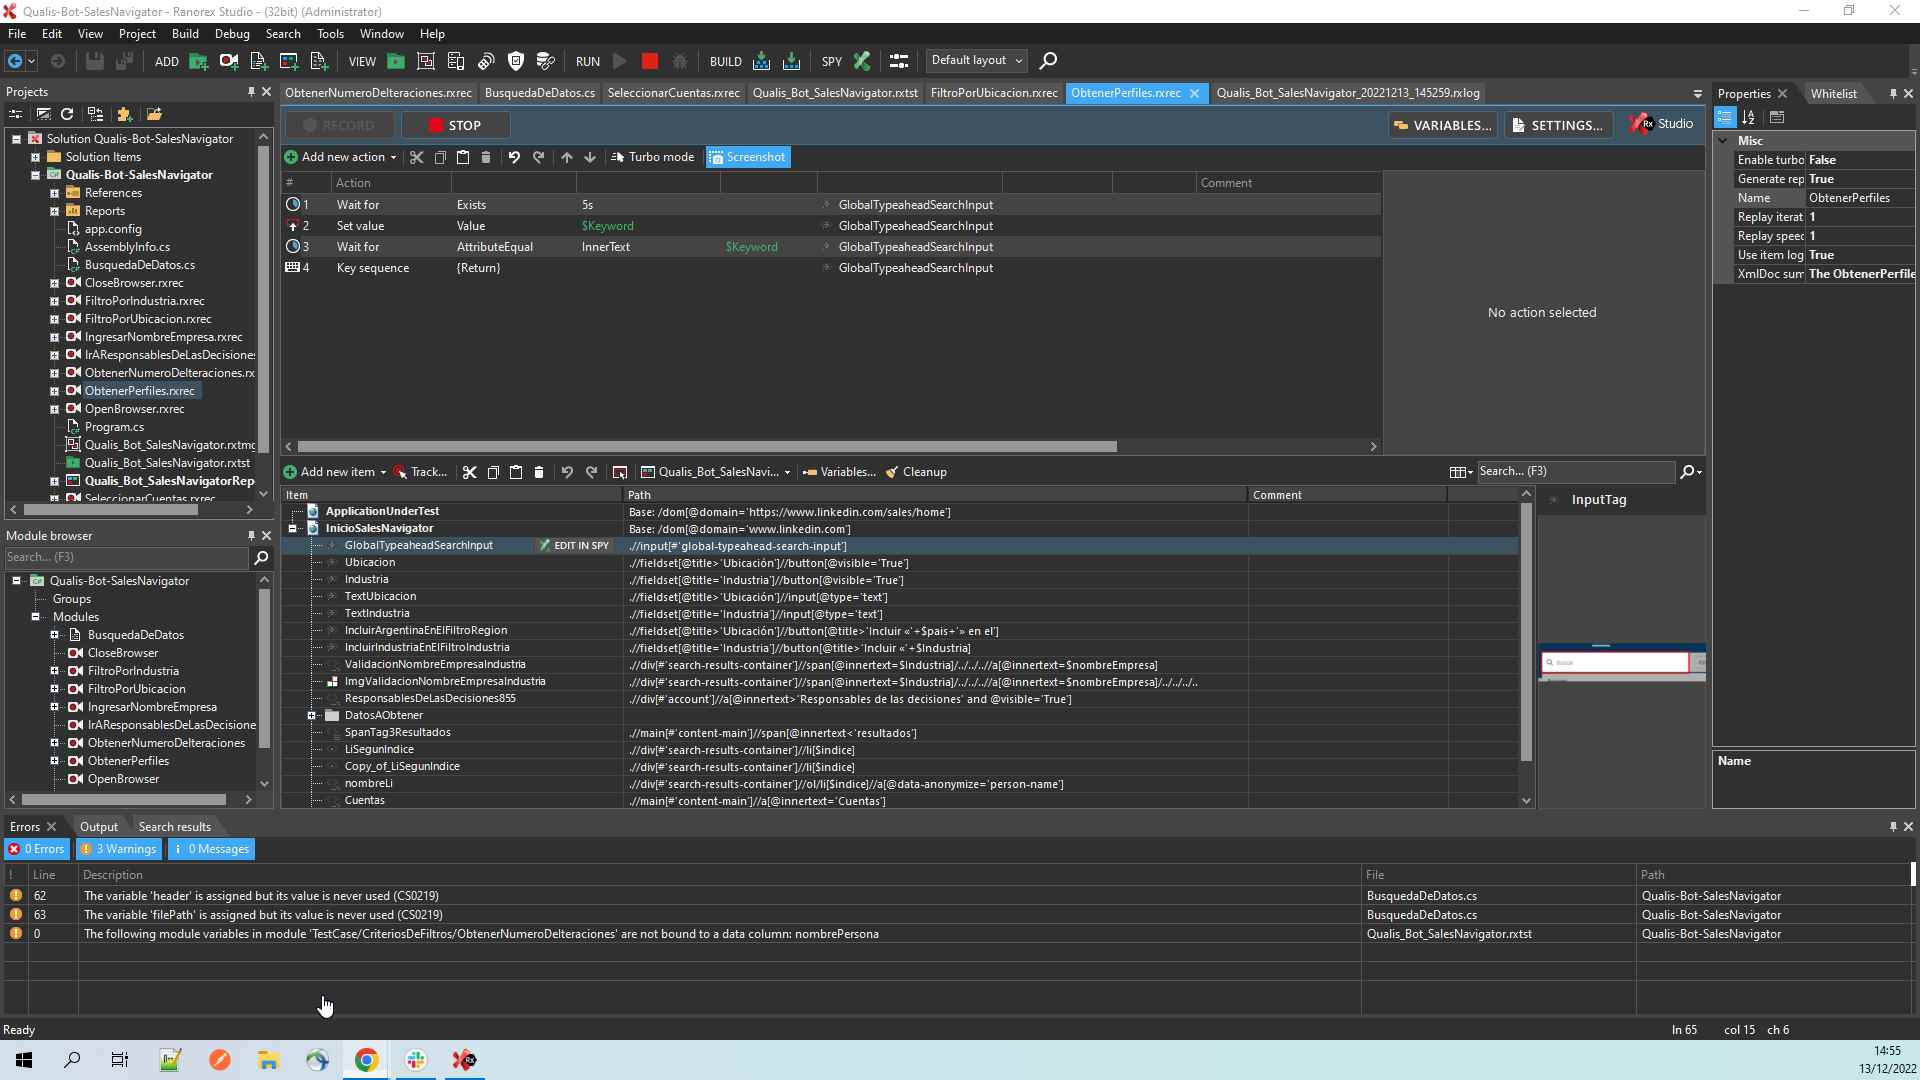 Qualis-Bot-SalesNavigator - Ranorex Studio - (32bit) (Administrator)
File Edit View Project Build Debug Search Tools Window Help
ADD VIEW RUN BUILD SPY Default layout
Projects
Solution Qualis-Bot-SalesNavigator
Solution Items
Qualis-Bot-SalesNavigator
References
Reports
app.config
AssemblyInfo.cs
BusquedaDeDatos.cs
CloseBrowser.rxrec
FiltroPorIndustria.rxrec
FiltroPorUbicacion.rxrec
IngresarNombreEmpresa.rxrec
IrAResponsablesDeLasDecisiones
ObtenerNumeroDeIteraciones.rx
ObtenerPerfiles.rxrec
OpenBrowser.rxrec
Program.cs
Qualis_Bot_SalesNavigator.rxtmg
Qualis_Bot_SalesNavigator.rxtst
Qualis_Bot_SalesNavigatorRep
SeleccionarCuentas.rxrec
Module browser
Search... (F3)
Qualis-Bot-SalesNavigator
Groups
Modules
BusquedaDeDatos
CloseBrowser
FiltroPorIndustria
FiltroPorUbicacion
IngresarNombreEmpresa
IrAResponsablesDeLasDecisione
ObtenerNumeroDeIteraciones
ObtenerPerfiles
OpenBrowser
ObtenerNumeroDeIteraciones.rxrec BusquedaDeDatos.cs SeleccionarCuentas.rxrec Qualis_Bot_SalesNavigator.rxtst FiltroPorUbicacion.rxrec ObtenerPerfiles.rxrec Qualis_Bot_SalesNavigator_20221213_145259.rxlog
RECORD STOP VARIABLES... SETTINGS... Rx Studio
Add new action Turbo mode Screenshot
# Action Comment
1 Wait for Exists 5s GlobalTypeaheadSearchInput
2 Set value Value $Keyword GlobalTypeaheadSearchInput
3 Wait for AttributeEqual InnerText $Keyword GlobalTypeaheadSearchInput
4 Key sequence {Return} GlobalTypeaheadSearchInput
No action selected
Add new item Track... Qualis_Bot_SalesNavi... Variables... Cleanup Search... (F3)
Item Path Comment
ApplicationUnderTest Base: /dom[@domain='https://www.linkedin.com/sales/home']
InicioSalesNavigator Base: /dom[@domain='www.linkedin.com']
GlobalTypeaheadSearchInput EDIT IN SPY .//input[#'global-typeahead-search-input']
Ubicacion .//fieldset[@title>'Ubicación']//button[@visible='True']
Industria .//fieldset[@title='Industria']//button[@visible='True']
TextUbicacion .//fieldset[@title>'Ubicación']//input[@type='text']
TextIndustria .//fieldset[@title='Industria']//input[@type='text']
IncluirArgentinaEnElFiltroRegion .//fieldset[@title>'Ubicación']//button[@title>'Incluir «'+$pais+'» en el']
IncluirIndustriaEnElFiltroIndustria .//fieldset[@title='Industria']//button[@title>'Incluir «'+$Industria]
ValidacionNombreEmpresaIndustria .//div[#'search-results-container']//span[@innertext=$Industria]/../../..//a[@innertext=$nombreEmpresa]
ImgValidacionNombreEmpresaIndustria .//div[#'search-results-container']//span[@innertext=$Industria]/../../..//a[@innertext=$nombreEmpresa]/../../../..
ResponsablesDeLasDecisiones855 .//div[#'account']//a[@innertext>'Responsables de las decisiones' and @visible='True']
DatosAObtener
SpanTag3Resultados .//main[#'content-main']//span[@innertext<'resultados']
LiSegunIndice .//div[#'search-results-container']//li[$indice]
Copy_of_LiSegunIndice .//div[#'search-results-container']//li[$indice]
nombreLi .//div[#'search-results-container']//ol/li[$indice]//a[@data-anonymize='person-name']
Cuentas .//main[#'content-main']//a[@innertext='Cuentas']
InputTag
Properties Whitelist
Misc
Enable turbo False
Generate rep True
Name ObtenerPerfiles
Replay iterat 1
Replay speec 1
Use item log True
XmlDoc sum The ObtenerPerfile
Name
Errors Output Search results
0 Errors 3 Warnings 0 Messages
! Line Description File Path
62 The variable 'header' is assigned but its value is never used (CS0219) BusquedaDeDatos.cs Qualis-Bot-SalesNavigator
63 The variable 'filePath' is assigned but its value is never used (CS0219) BusquedaDeDatos.cs Qualis-Bot-SalesNavigator
0 The following module variables in module 'TestCase/CriteriosDeFiltros/ObtenerNumeroDeIteraciones' are not bound to a data column: nombrePersona Qualis_Bot_SalesNavigator.rxtst Qualis-Bot-SalesNavigator
Ready ln 65 col 15 ch 6
14:55
13/12/2022